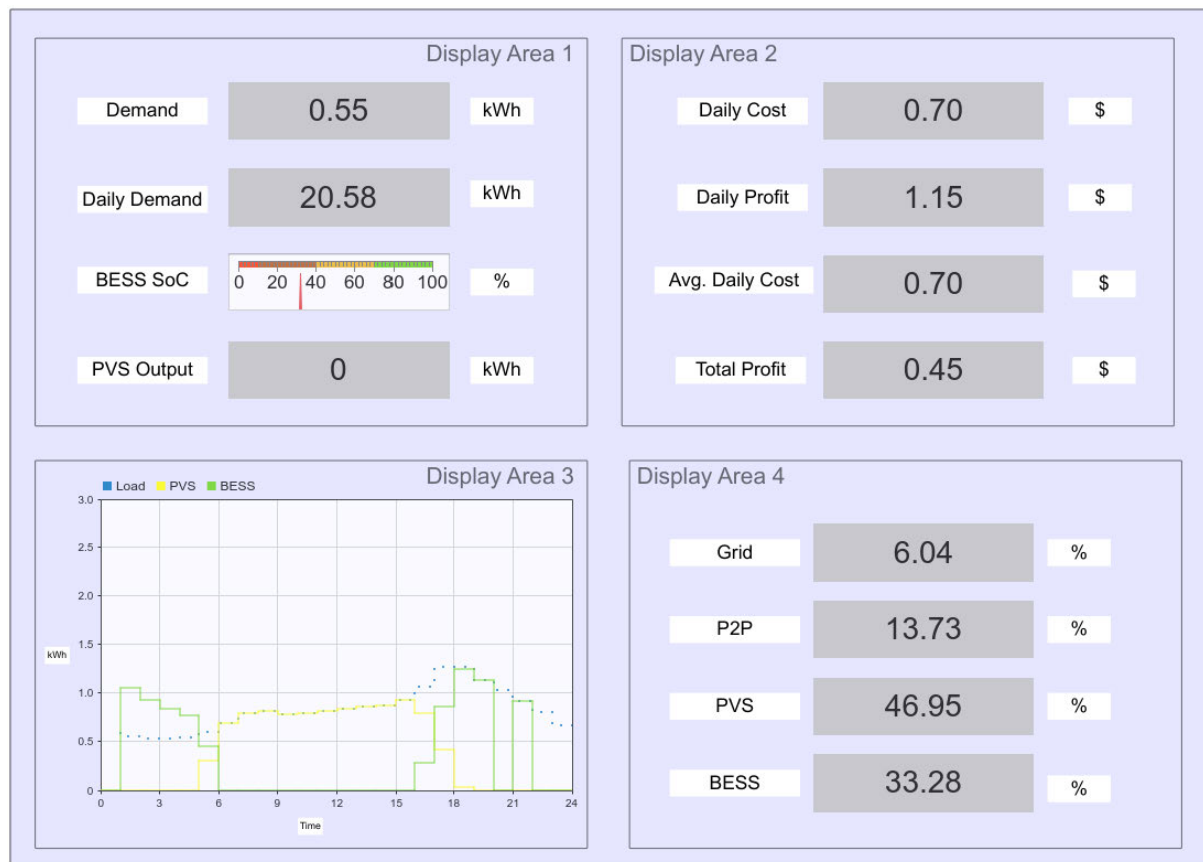 Display Area 1
Demand 0.55 kWh
Daily Demand 20.58 kWh
BESS SoC 0 20 40 60 80 100 %
PVS Output 0 kWh
Display Area 2
Daily Cost 0.70 $
Daily Profit 1.15 $
Avg. Daily Cost 0.70 $
Total Profit 0.45 $
Display Area 3
Load PVS BESS
3.0
2.5
2.0
1.5
kWh
1.0
0.5
0
0 3 6 9 12 15 18 21 24
Time
Display Area 4
Grid 6.04 %
P2P 13.73 %
PVS 46.95 %
BESS 33.28 %